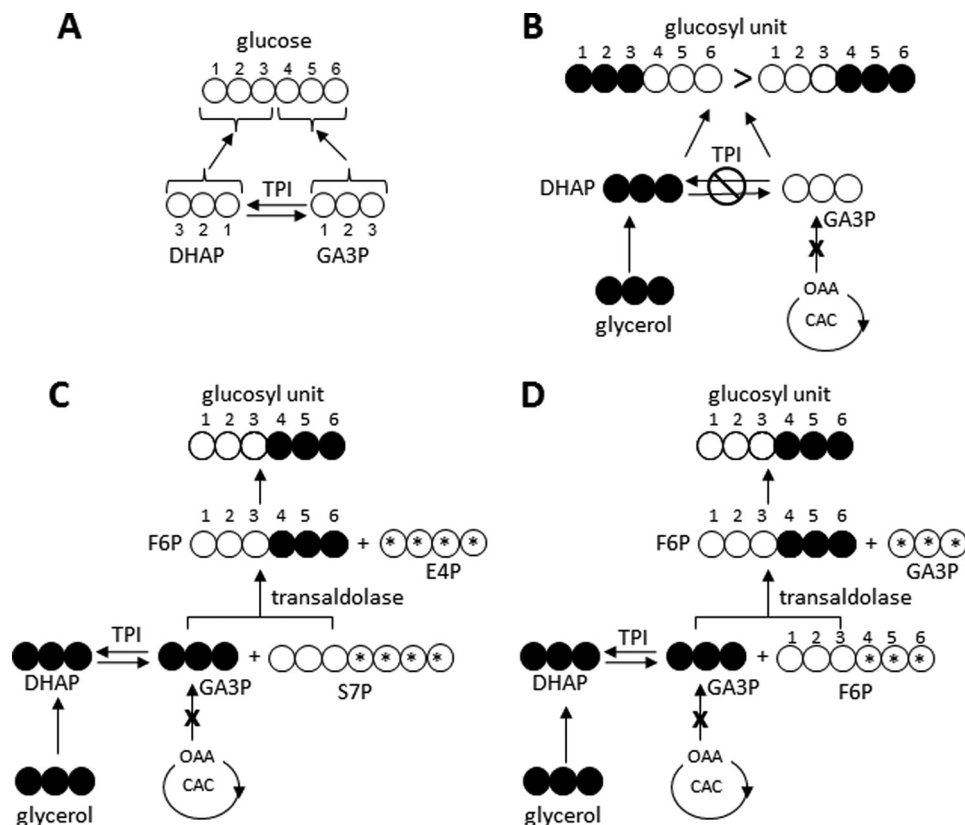 A
glucose
1 2 3 4 5 6
TPI
3 2 1 1 2 3
DHAP GA3P
B
glucosyl unit
1 2 3 4 5 6 > 1 2 3 4 5 6
TPI
DHAP
GA3P
X
OAA
CAC
glycerol
C
glucosyl unit
1 2 3 4 5 6
1 2 3 4 5 6
F6P + * * * *
E4P
transaldolase
TPI
+ * * * *
DHAP GA3P S7P
X
OAA
CAC
glycerol
D
glucosyl unit
1 2 3 4 5 6
1 2 3 4 5 6
F6P + * * *
GA3P
transaldolase
TPI
1 2 3 4 5 6
+ * * *
DHAP GA3P F6P
X
OAA
CAC
glycerol